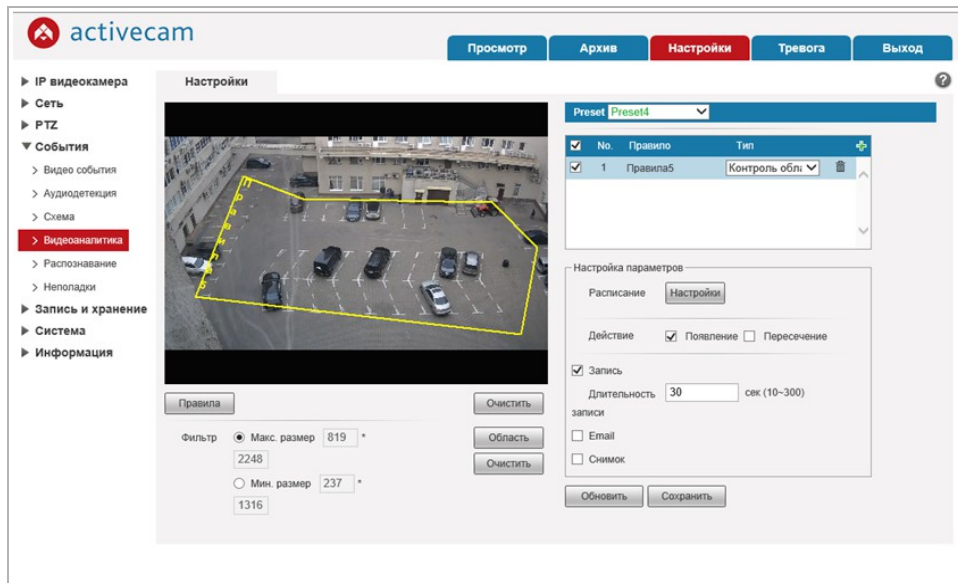 activecam
Просмотр Архив Настройки Тревога Выход
IP видеокамера
Сеть
PTZ
События
Видео события
Аудиодетекция
Схема
Видеоаналитика
Распознавание
Неполадки
Запись и хранение
Система
Информация
Настройки
Правила
Очистить
Фильтр Макс. размер 819 *
2248
Область
Очистить
Мин. размер 237 *
1316
Preset Preset4
No. Правило Тип
1 Правила5 Контроль обла
Настройка параметров
Расписание Настройки
Действие Появление Пересечение
Запись
Длительность 30 сек (10~300)
записи
Email
Снимок
Обновить Сохранить